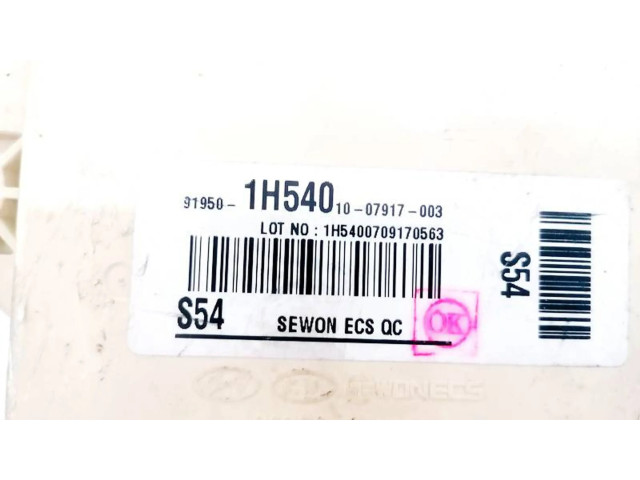 91950- 1H540 10-07917-003
LOT NO : 1H5400709170563
S54 SEWON ECS QC
OK
S54